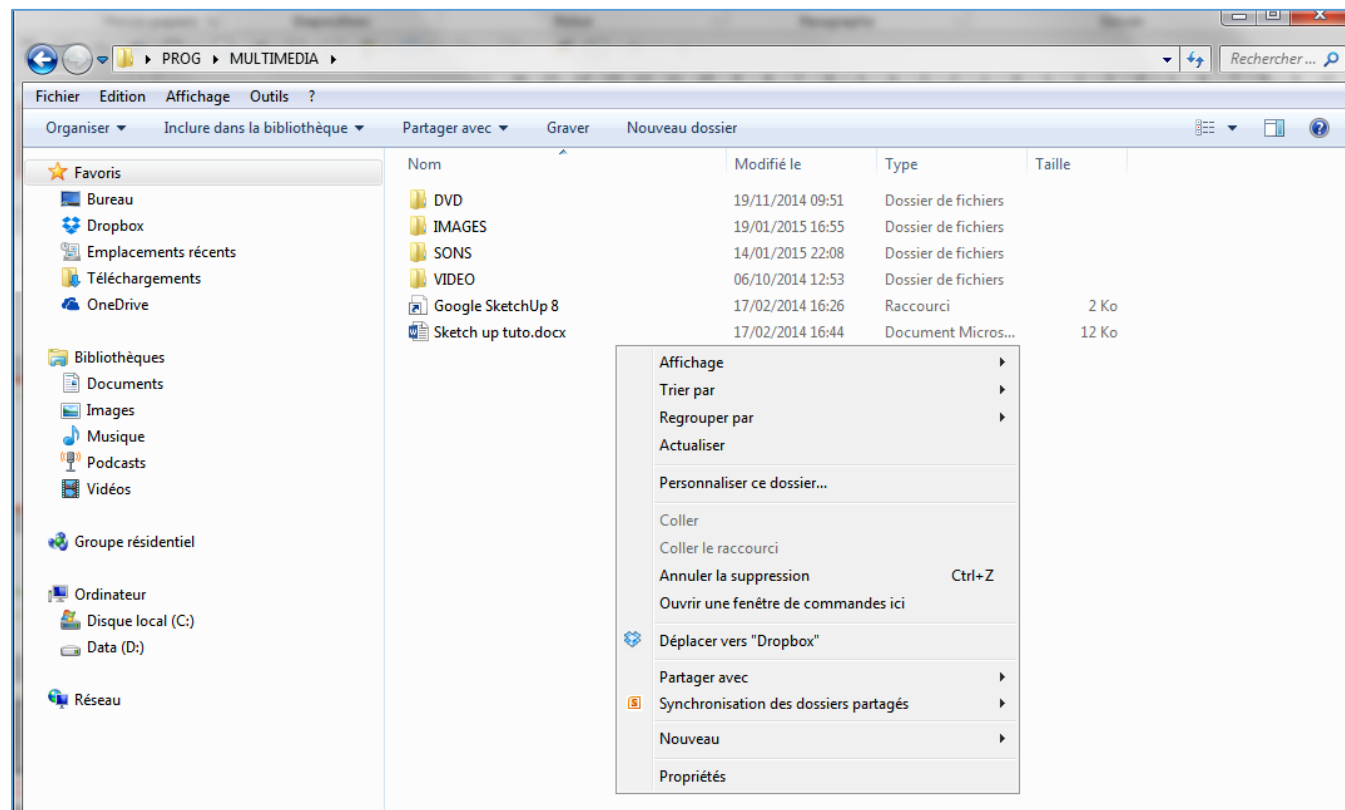 PROG MULTIMEDIA Rechercher ...
Fichier Edition Affichage Outils ?
Organiser Inclure dans la bibliothèque Partager avec Graver Nouveau dossier
Favoris
Bureau
Dropbox
Emplacements récents
Téléchargements
OneDrive
Bibliothèques
Documents
Images
Musique
Podcasts
Vidéos
Groupe résidentiel
Ordinateur
Disque local (C:)
Data (D:)
Réseau
Nom Modifié le Type Taille
DVD 19/11/2014 09:51 Dossier de fichiers
IMAGES 19/01/2015 16:55 Dossier de fichiers
SONS 14/01/2015 22:08 Dossier de fichiers
VIDEO 06/10/2014 12:53 Dossier de fichiers
Google SketchUp 8 17/02/2014 16:26 Raccourci 2 Ko
Sketch up tuto.docx 17/02/2014 16:44 Document Micros... 12 Ko
Affichage
Trier par
Regrouper par
Actualiser
Personnaliser ce dossier...
Coller
Coller le raccourci
Annuler la suppression Ctrl+Z
Ouvrir une fenêtre de commandes ici
Déplacer vers "Dropbox"
Partager avec
Synchronisation des dossiers partagés
Nouveau
Propriétés